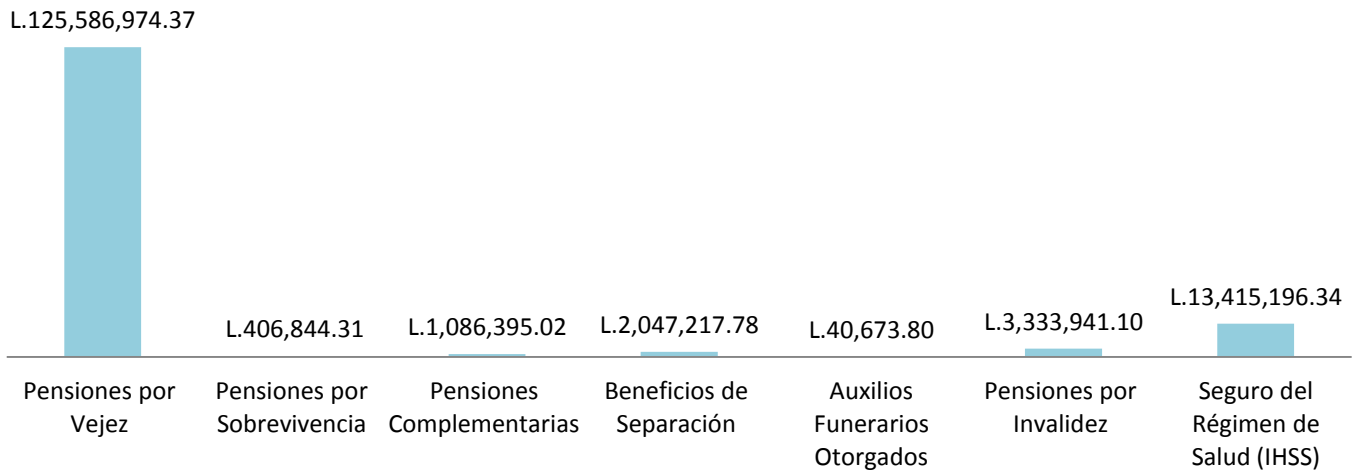 L.125,586,974.37
L.406,844.31
L.1,086,395.02
L.2,047,217.78
L.40,673.80
L.3,333,941.10
L.13,415,196.34
Pensiones por
Vejez
Pensiones por
Sobrevivencia
Pensiones
Complementarias
Beneficios de
Separación
Auxilios
Funerarios
Otorgados
Pensiones por
Invalidez
Seguro del
Régimen de
Salud (IHSS)